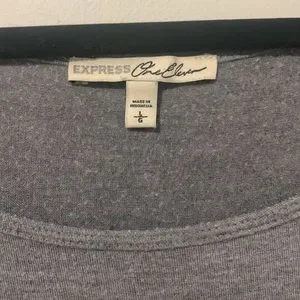 EXPRESS One Eleven
L
G
MADE IN
INDONESIA